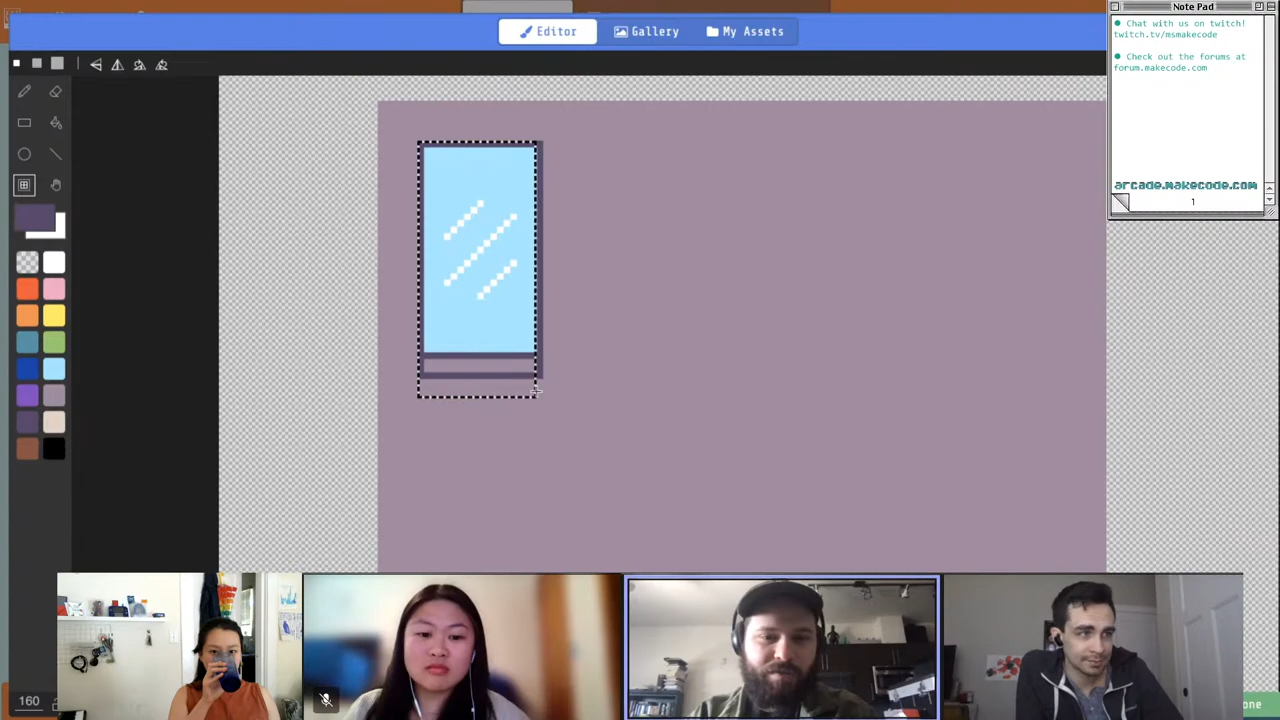 Editor
Gallery
My Assets
Note Pad
Chat with us on twitch!
twitch.tv/msmakecode
Check out the forums at
forum.makecode.com
arcade.makecode.com
1
160
one